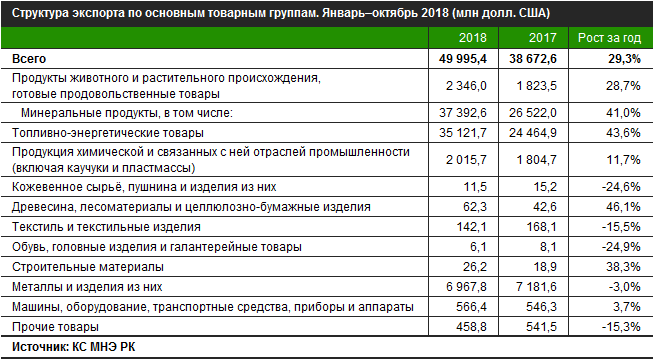 Структура экспорта по основным товарным группам. Январь–октябрь 2018 (млн долл. США)
2018 2017 Рост за год
Всего 49 995,4 38 672,6 29,3%
Продукты животного и растительного происхождения,
готовые продовольственные товары 2 346,0 1 823,5 28,7%
Минеральные продукты, в том числе: 37 392,6 26 522,0 41,0%
Топливно-энергетические товары 35 121,7 24 464,9 43,6%
Продукция химической и связанных с ней отраслей промышленности
(включая каучуки и пластмассы) 2 015,7 1 804,7 11,7%
Кожевенное сырьё, пушнина и изделия из них 11,5 15,2 -24,6%
Древесина, лесоматериалы и целлюлозно-бумажные изделия 62,3 42,6 46,1%
Текстиль и текстильные изделия 142,1 168,1 -15,5%
Обувь, головные изделия и галантерейные товары 6,1 8,1 -24,9%
Строительные материалы 26,2 18,9 38,3%
Металлы и изделия из них 6 967,8 7 181,6 -3,0%
Машины, оборудование, транспортные средства, приборы и аппараты 566,4 546,3 3,7%
Прочие товары 458,8 541,5 -15,3%
Источник: КС МНЭ РК